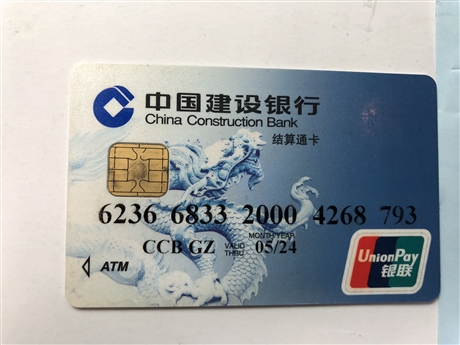 中国建设银行
China Construction Bank
结算通卡
6236 6833 2000 4268 793
MONTH/YEAR
CCB GZ VALID THRU 05/24
ATM
UnionPay
银联